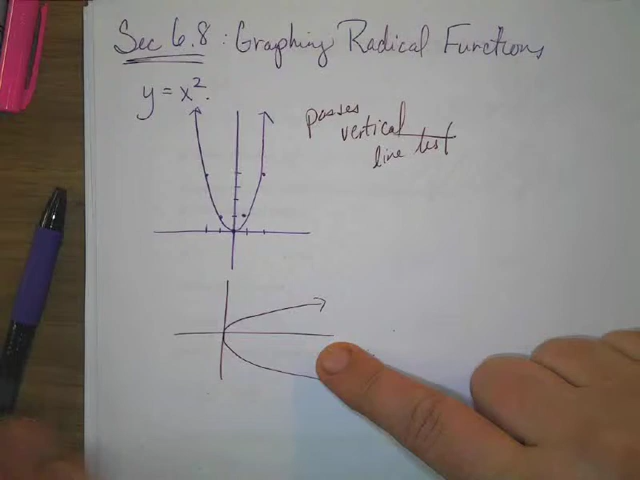 Sec 6.8: Graphing Radical Functions
y = x².
passes
vertical
line test